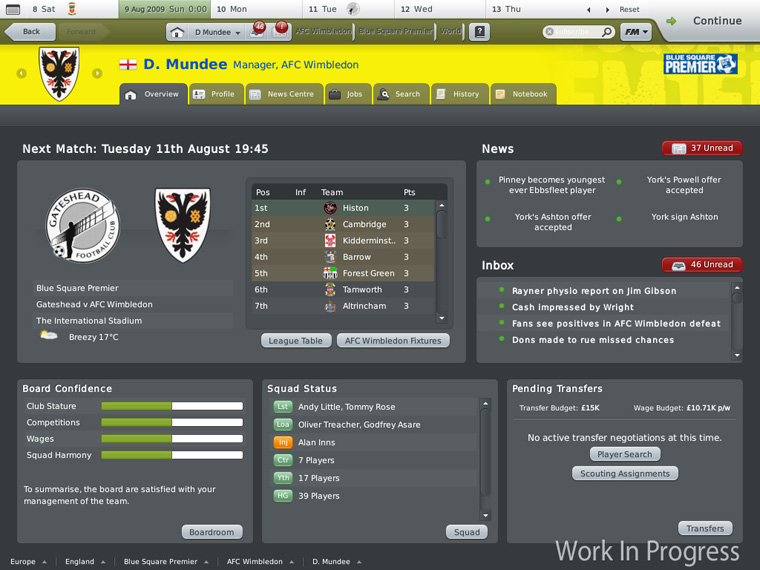 8 Sat
9 Aug 2009 Sun 0:00
10 Mon
11 Tue
12 Wed
13 Thu
Reset
Continue
Back
Forward
D. Mundee
46
AFC Wimbledon
Blue Square Premier
World
?
FM
D. Mundee Manager, AFC Wimbledon
BLUE SQUARE
PREM1ER
Overview
Profile
News Centre
Jobs
Search
History
Notebook
Next Match: Tuesday 11th August 19:45
GATESHEAD
FOOTBALL CLUB
Blue Square Premier
Gateshead v AFC Wimbledon
The International Stadium
Breezy 17°C
Pos Inf Team Pts
1st Histon 3
2nd Cambridge 3
3rd Kidderminst.. 3
4th Barrow 3
5th Forest Green 3
6th Tamworth 3
7th Altrincham 3
League Table
AFC Wimbledon Fixtures
News
37 Unread
Pinney becomes youngest
ever Ebbsfleet player
York's Powell offer
accepted
York's Ashton offer
accepted
York sign Ashton
Inbox
46 Unread
Rayner physio report on Jim Gibson
Cash impressed by Wright
Fans see positives in AFC Wimbledon defeat
Dons made to rue missed chances
Board Confidence
Club Stature
Competitions
Wages
Squad Harmony
To summarise, the board are satisfied with your
management of the team.
Boardroom
Squad Status
Lst Andy Little, Tommy Rose
Loa Oliver Treacher, Godfrey Asare
Inj Alan Inns
Ctr 7 Players
Yth 17 Players
HG 39 Players
Squad
Pending Transfers
Transfer Budget: £15K
Wage Budget: £10.71K p/w
No active transfer negotiations at this time.
Player Search
Scouting Assignments
Transfers
Work In Progress
Europe
England
Blue Square Premier
AFC Wimbledon
D. Mundee